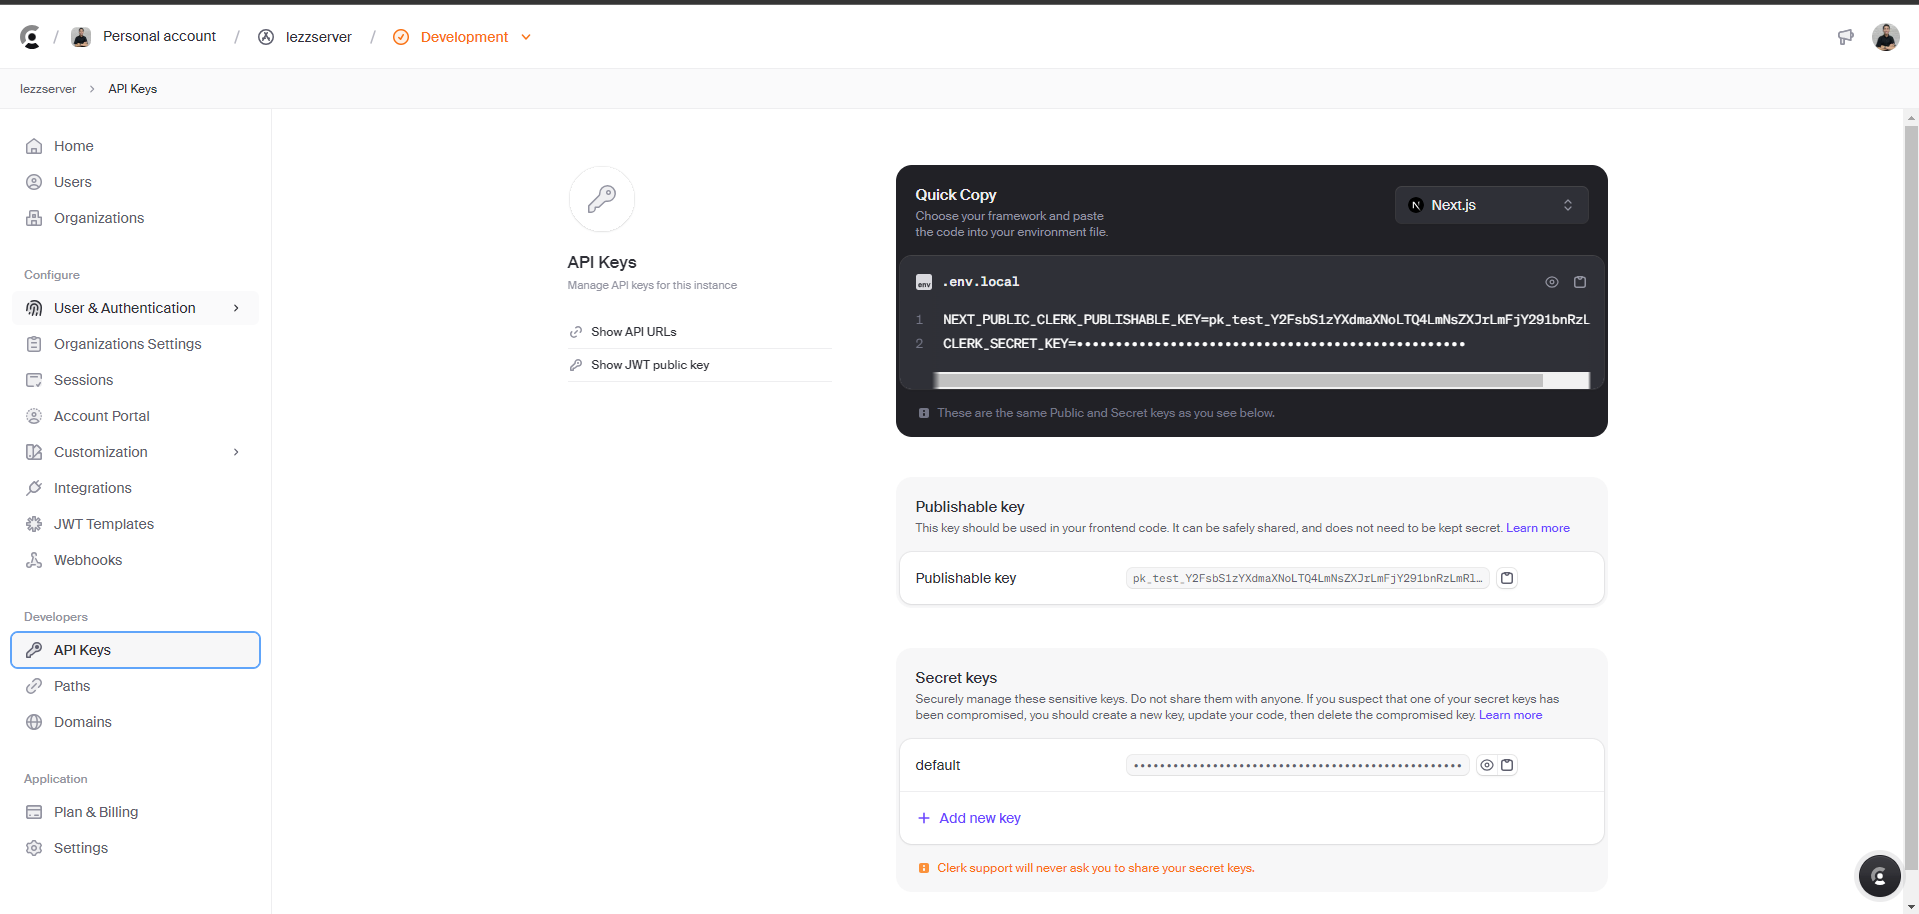 / Personal account / lezzserver / Development
lezzserver > API Keys
Home
Users
Organizations
Configure
User & Authentication
Organizations Settings
Sessions
Account Portal
Customization
Integrations
JWT Templates
Webhooks
Developers
API Keys
Paths
Domains
Application
Plan & Billing
Settings
API Keys
Manage API keys for this instance
Show API URLs
Show JWT public key
Quick Copy
Choose your framework and paste
the code into your environment file.
N Next.js
env .env.local
1 NEXT_PUBLIC_CLERK_PUBLISHABLE_KEY=pk_test_Y2FsbS1zYXdmaXNoLTQ4LmNsZXJrLmFjY291bnRzL
2 CLERK_SECRET_KEY=••••••••••••••••••••••••••••••••••••••••••••••••••
These are the same Public and Secret keys as you see below.
Publishable key
This key should be used in your frontend code. It can be safely shared, and does not need to be kept secret. Learn more
Publishable key pk_test_Y2FsbS1zYXdmaXNoLTQ4LmNsZXJrLmFjY291bnRzLmRl…
Secret keys
Securely manage these sensitive keys. Do not share them with anyone. If you suspect that one of your secret keys has
been compromised, you should create a new key, update your code, then delete the compromised key. Learn more
default ••••••••••••••••••••••••••••••••••••••••••••••••••
+ Add new key
Clerk support will never ask you to share your secret keys.